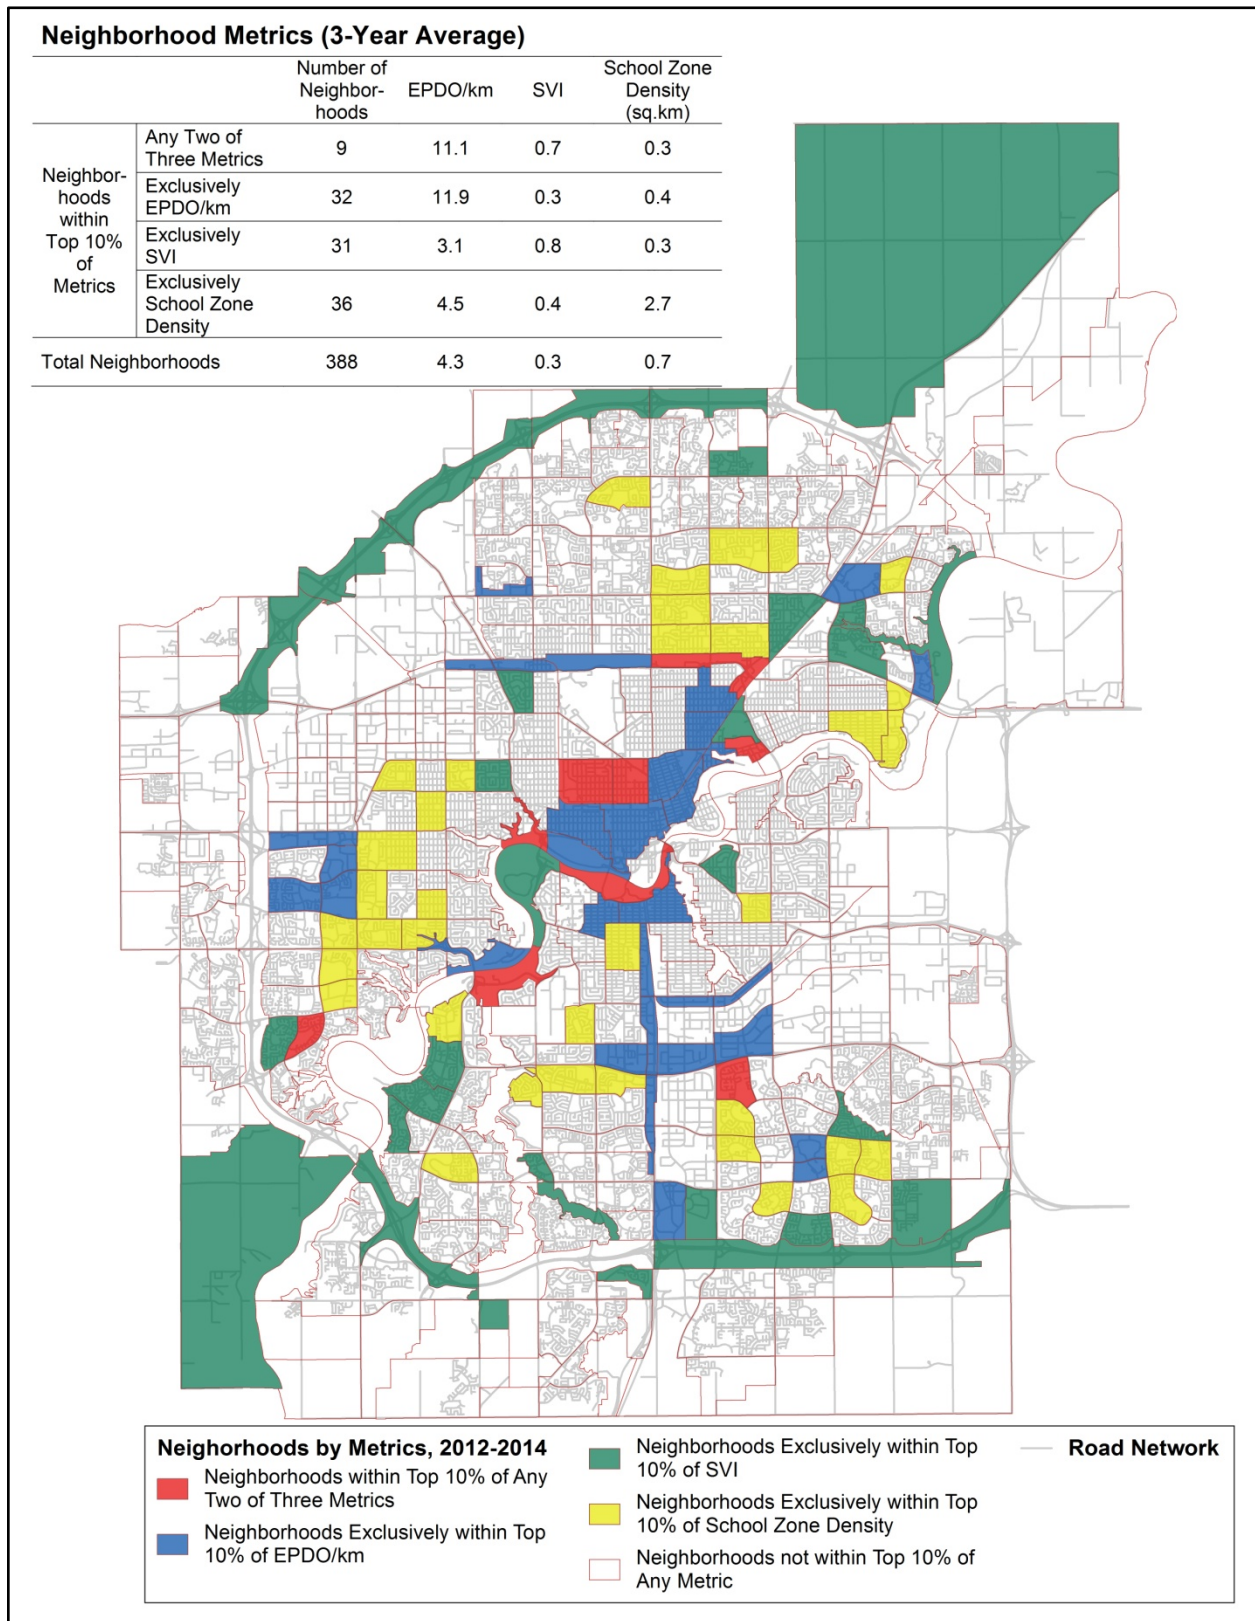 Neighborhood Metrics (3-Year Average)
Number of
Neighbor-
hoods
EPDO/km
SVI
School Zone
Density
(sq.km)
Neighbor-
hoods
within
Top 10%
of
Metrics
Any Two of
Three Metrics
9
11.1
0.7
0.3
Exclusively
EPDO/km
32
11.9
0.3
0.4
Exclusively
SVI
31
3.1
0.8
0.3
Exclusively
School Zone
Density
36
4.5
0.4
2.7
Total Neighborhoods
388
4.3
0.3
0.7
Neighorhoods by Metrics, 2012-2014
Neighborhoods within Top 10% of Any
Two of Three Metrics
Neighborhoods Exclusively within Top
10% of EPDO/km
Neighborhoods Exclusively within Top
10% of SVI
Neighborhoods Exclusively within Top
10% of School Zone Density
Neighborhoods not within Top 10% of
Any Metric
Road Network